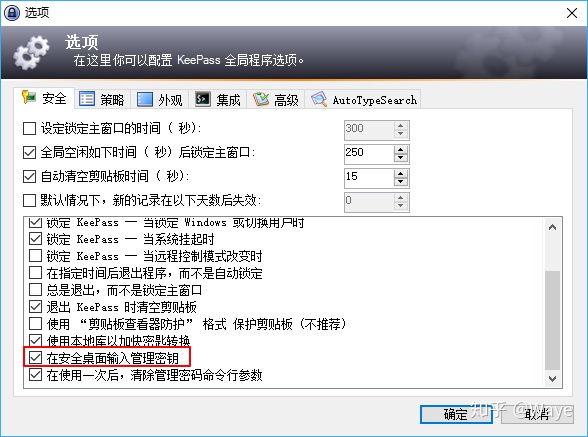 选项
选项
在这里你可以配置 KeePass 全局程序选项。
安全 策略 外观 集成 高级 AutoTypeSearch
设定锁定主窗口的时间 ( 秒): 300
全局空闲如下时间 ( 秒) 后锁定主窗口: 250
自动清空剪贴板时间 ( 秒): 15
默认情况下，新的记录在以下天数后失效: 0
锁定 KeePass — 当锁定 Windows 或切换用户时
锁定 KeePass — 当系统挂起时
锁定 KeePass — 当远程控制模式改变时
在指定时间后退出程序，而不是自动锁定
总是退出，而不是锁定主窗口
退出 KeePass 时清空剪贴板
使用 “剪贴板查看器防护” 格式 保护剪贴板 (不推荐)
使用本地库以加快密匙转换
在安全桌面输入管理密钥
在使用一次后，清除管理密码命令行参数
确定 取消
知乎 @Waye